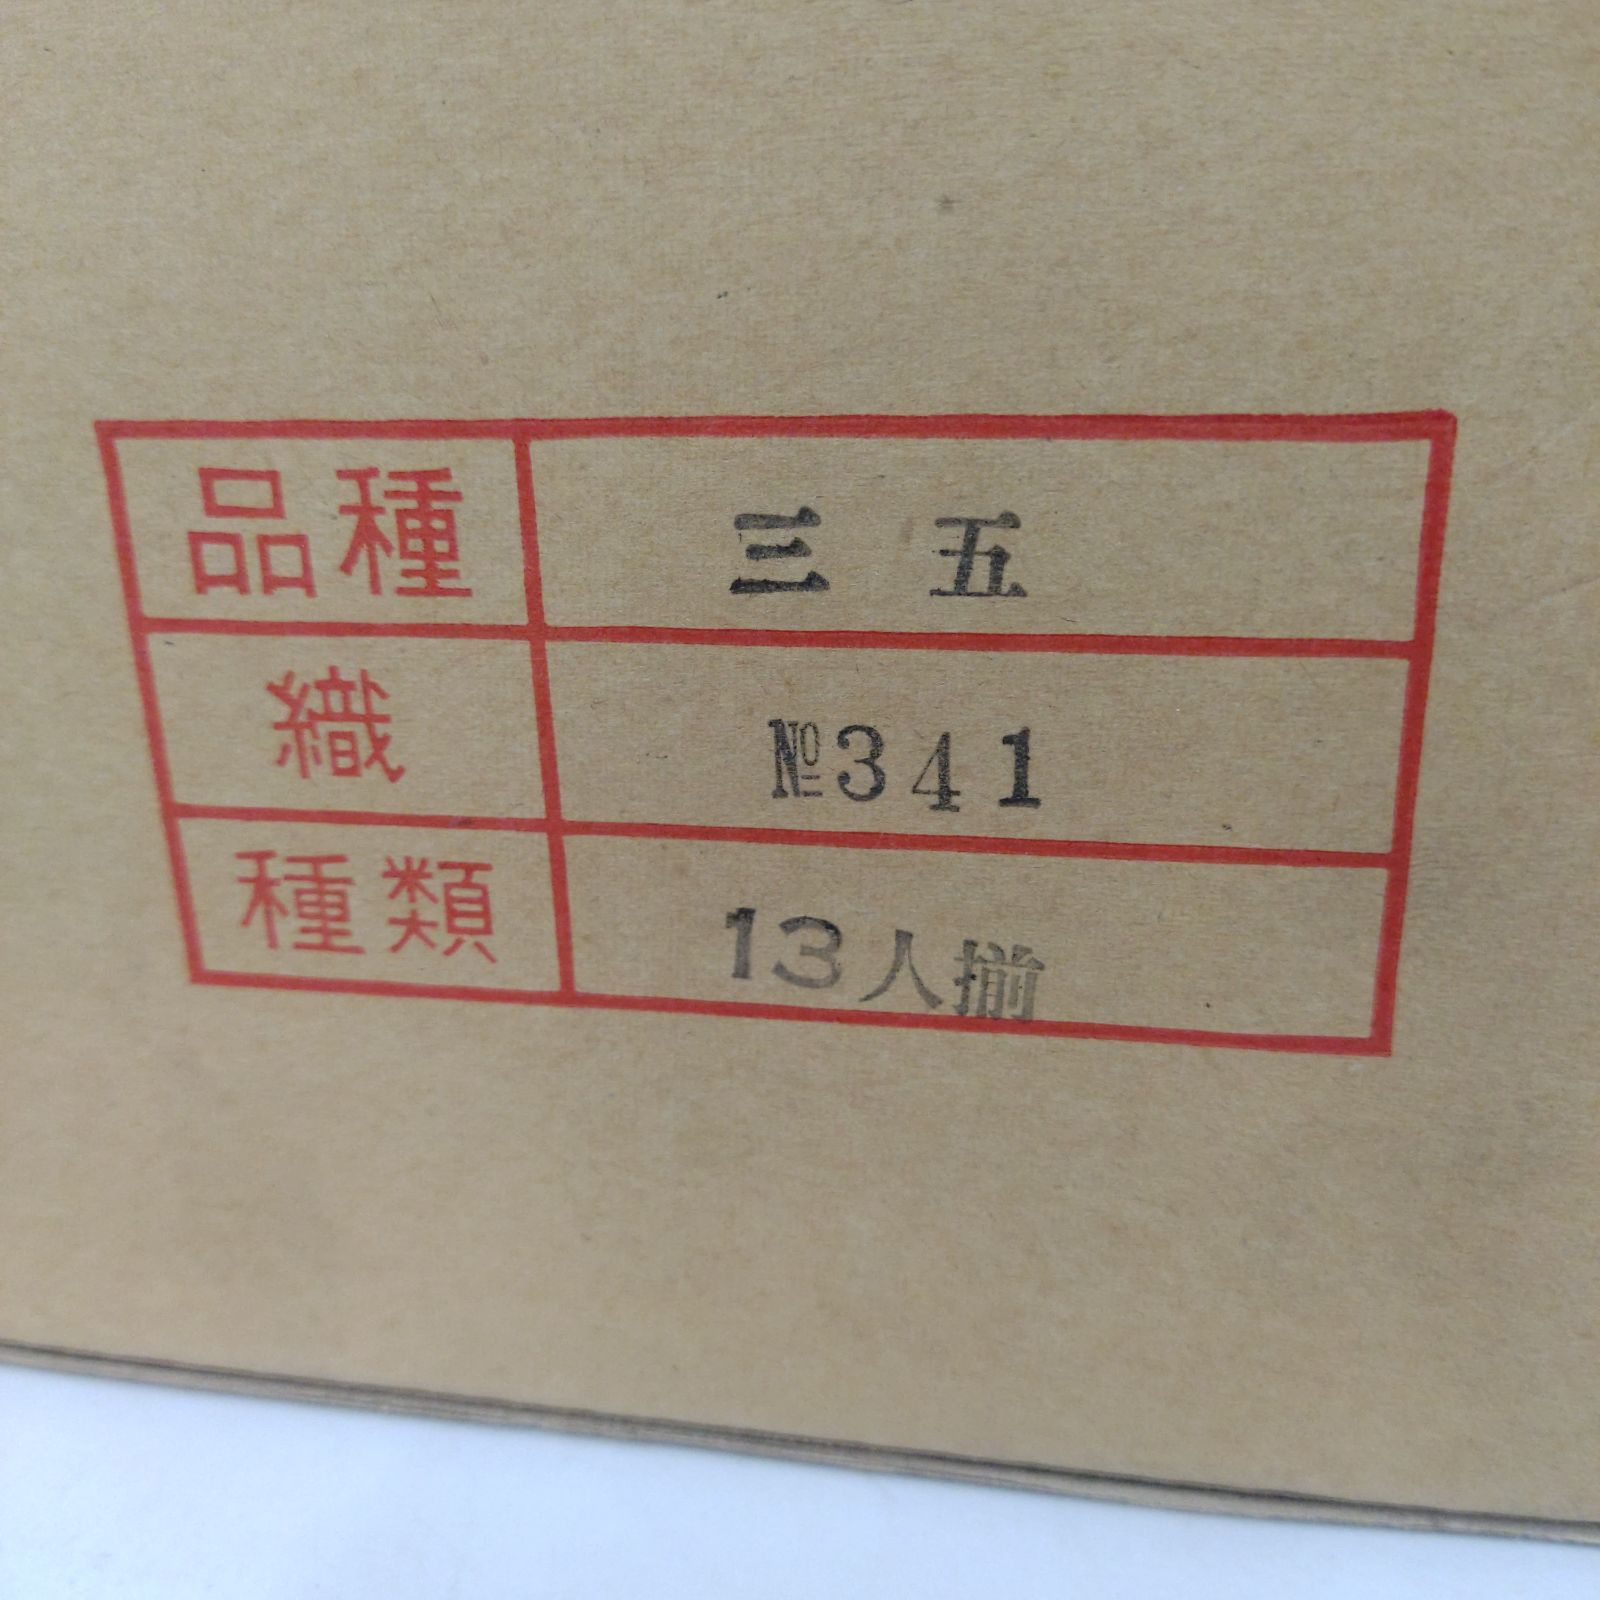 品種 三五
織 №341
種類 13人揃